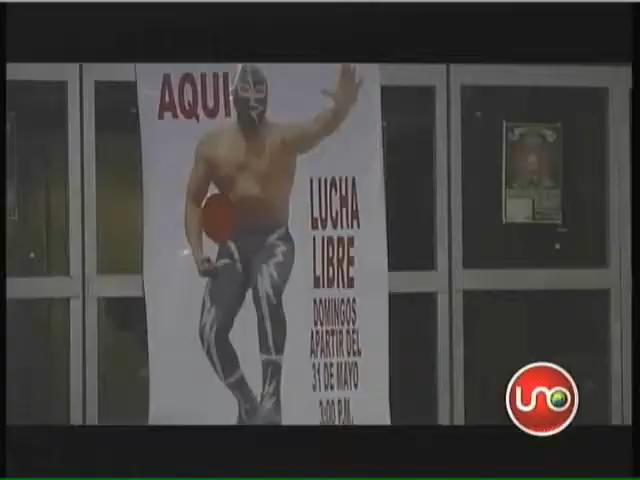 AQUI
LUCHA
LIBRE
DOMINGOS
APARTIR DEL
31 DE MAYO
3:00 P.M.
UNO